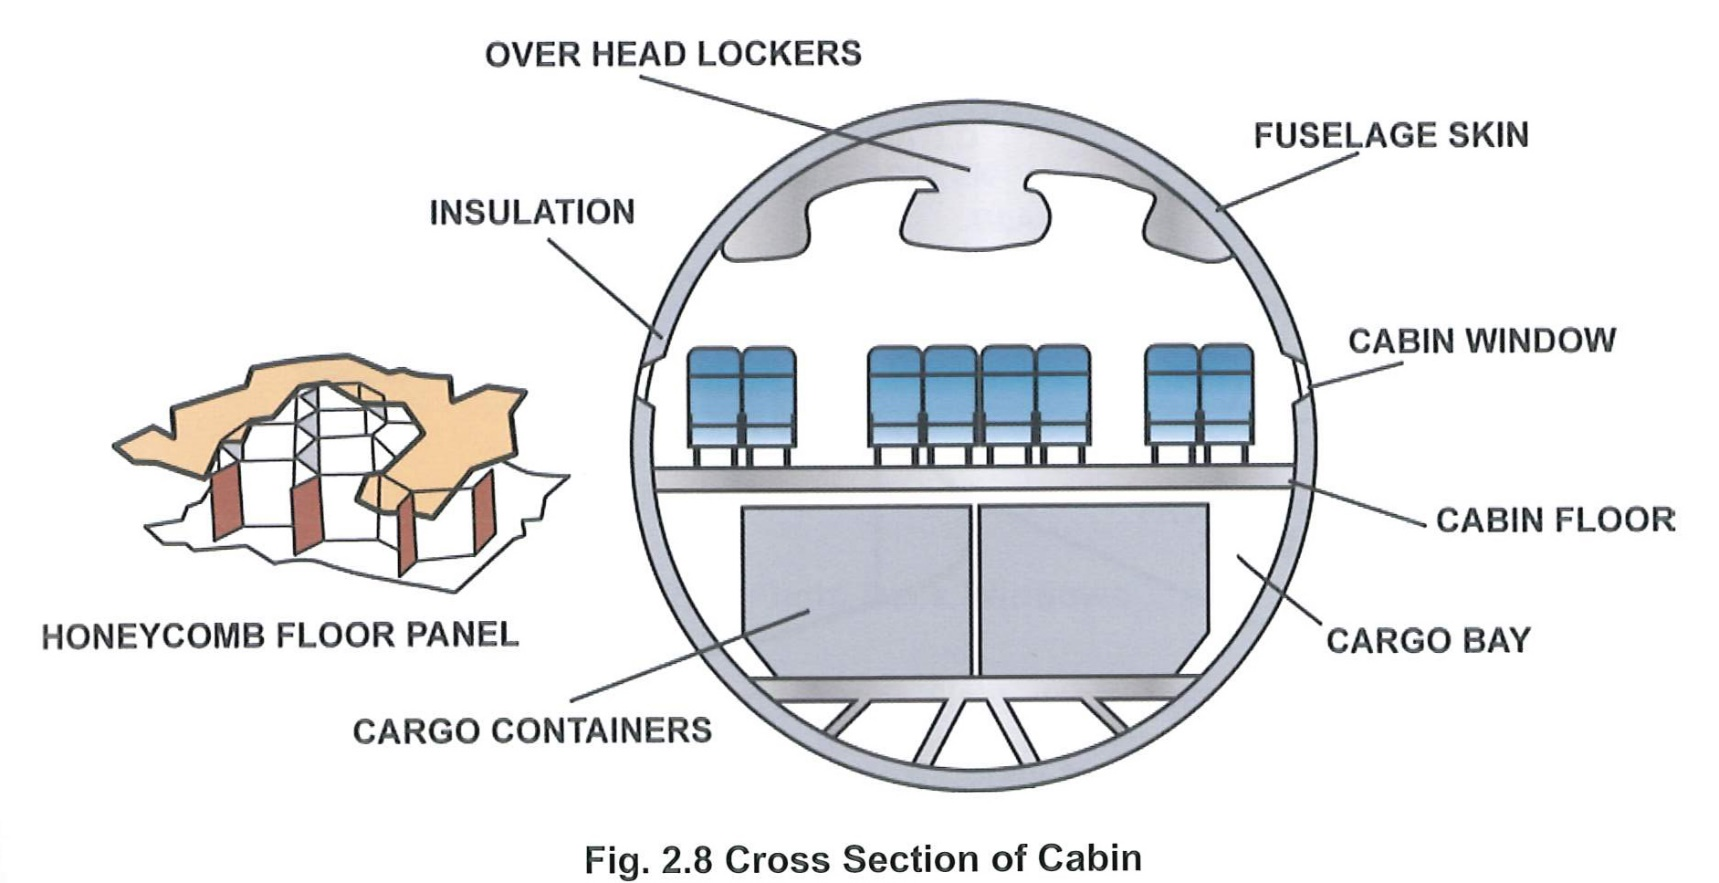 OVER HEAD LOCKERS
FUSELAGE SKIN
INSULATION
CABIN WINDOW
CABIN FLOOR
HONEYCOMB FLOOR PANEL
CARGO BAY
CARGO CONTAINERS
Fig. 2.8 Cross Section of Cabin